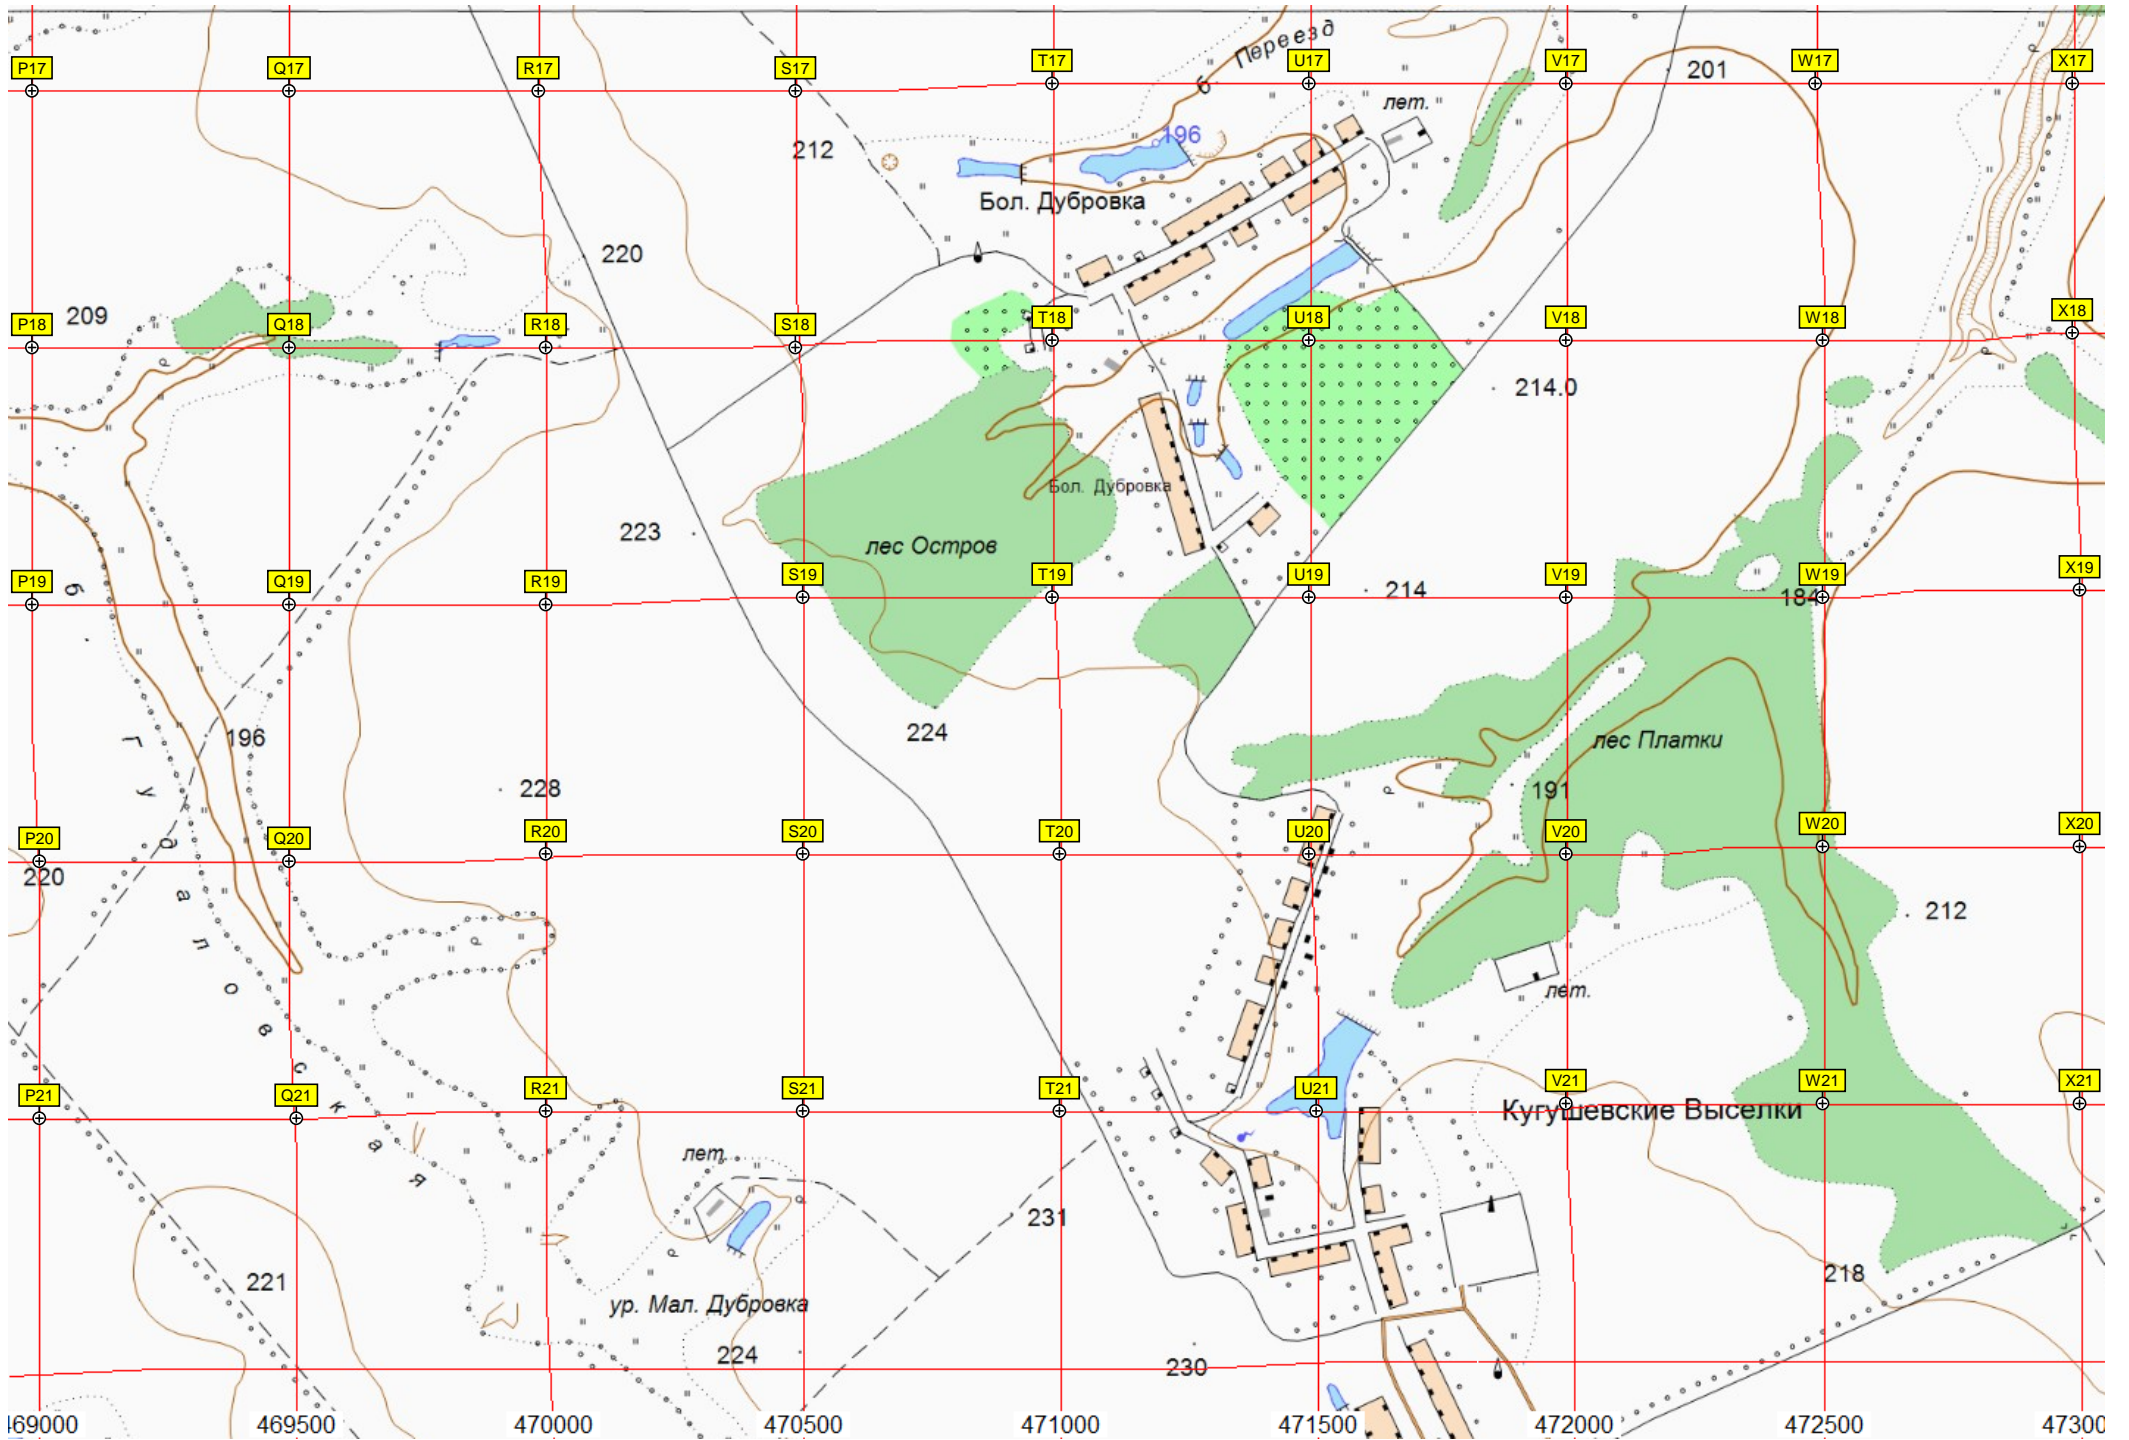 б. Переезд
201
P17 Q17 R17 S17 T17 U17 V17 W17 X17
лет.
196
212
Бол. Дубровка
220
209
P18 Q18 R18 S18 T18 U18 V18 W18 X18
214.0
Бол. Дубровка
223
лес Остров
P19 Q19 R19 S19 T19 U19 V19 W19 X19
214
184
196
224
лес Платки
228
191
P20 Q20 R20 S20 T20 U20 V20 W20 X20
220
212
лет.
б. Гудаловская
P21 Q21 R21 S21 T21 U21 V21 W21 X21
Кугушевские Выселки
лет.
231
221
218
ур. Мал. Дубровка
224
230
469000 469500 470000 470500 471000 471500 472000 472500 47300